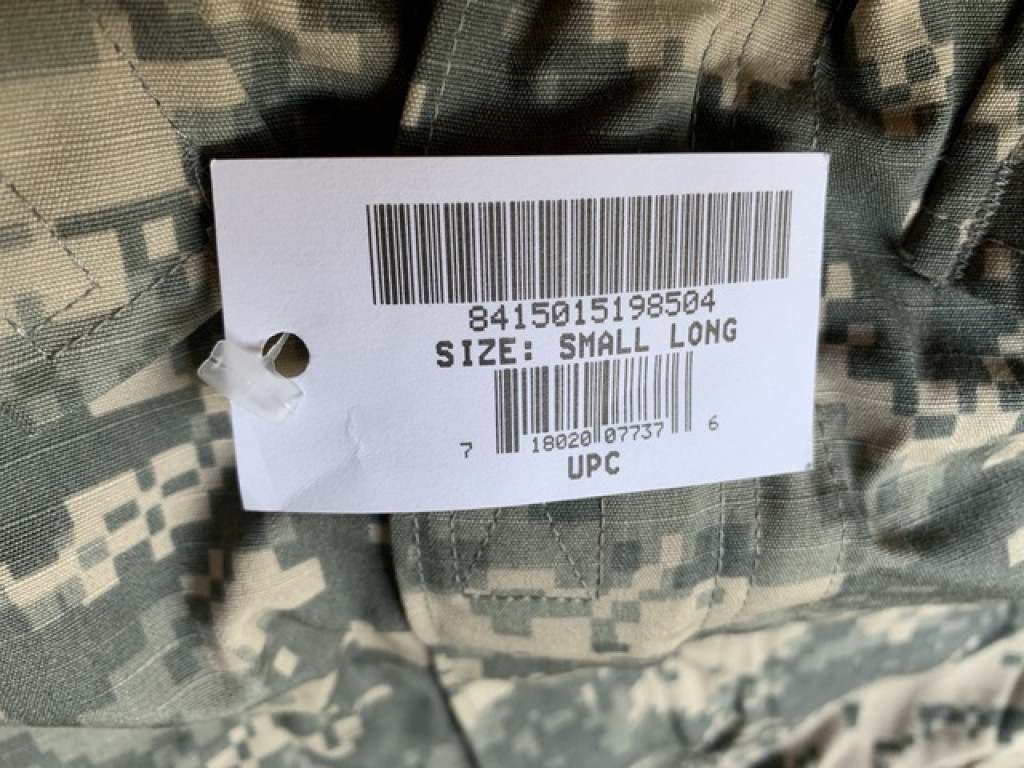 8415015198504
SIZE: SMALL LONG
7 18020 07737 6
UPC